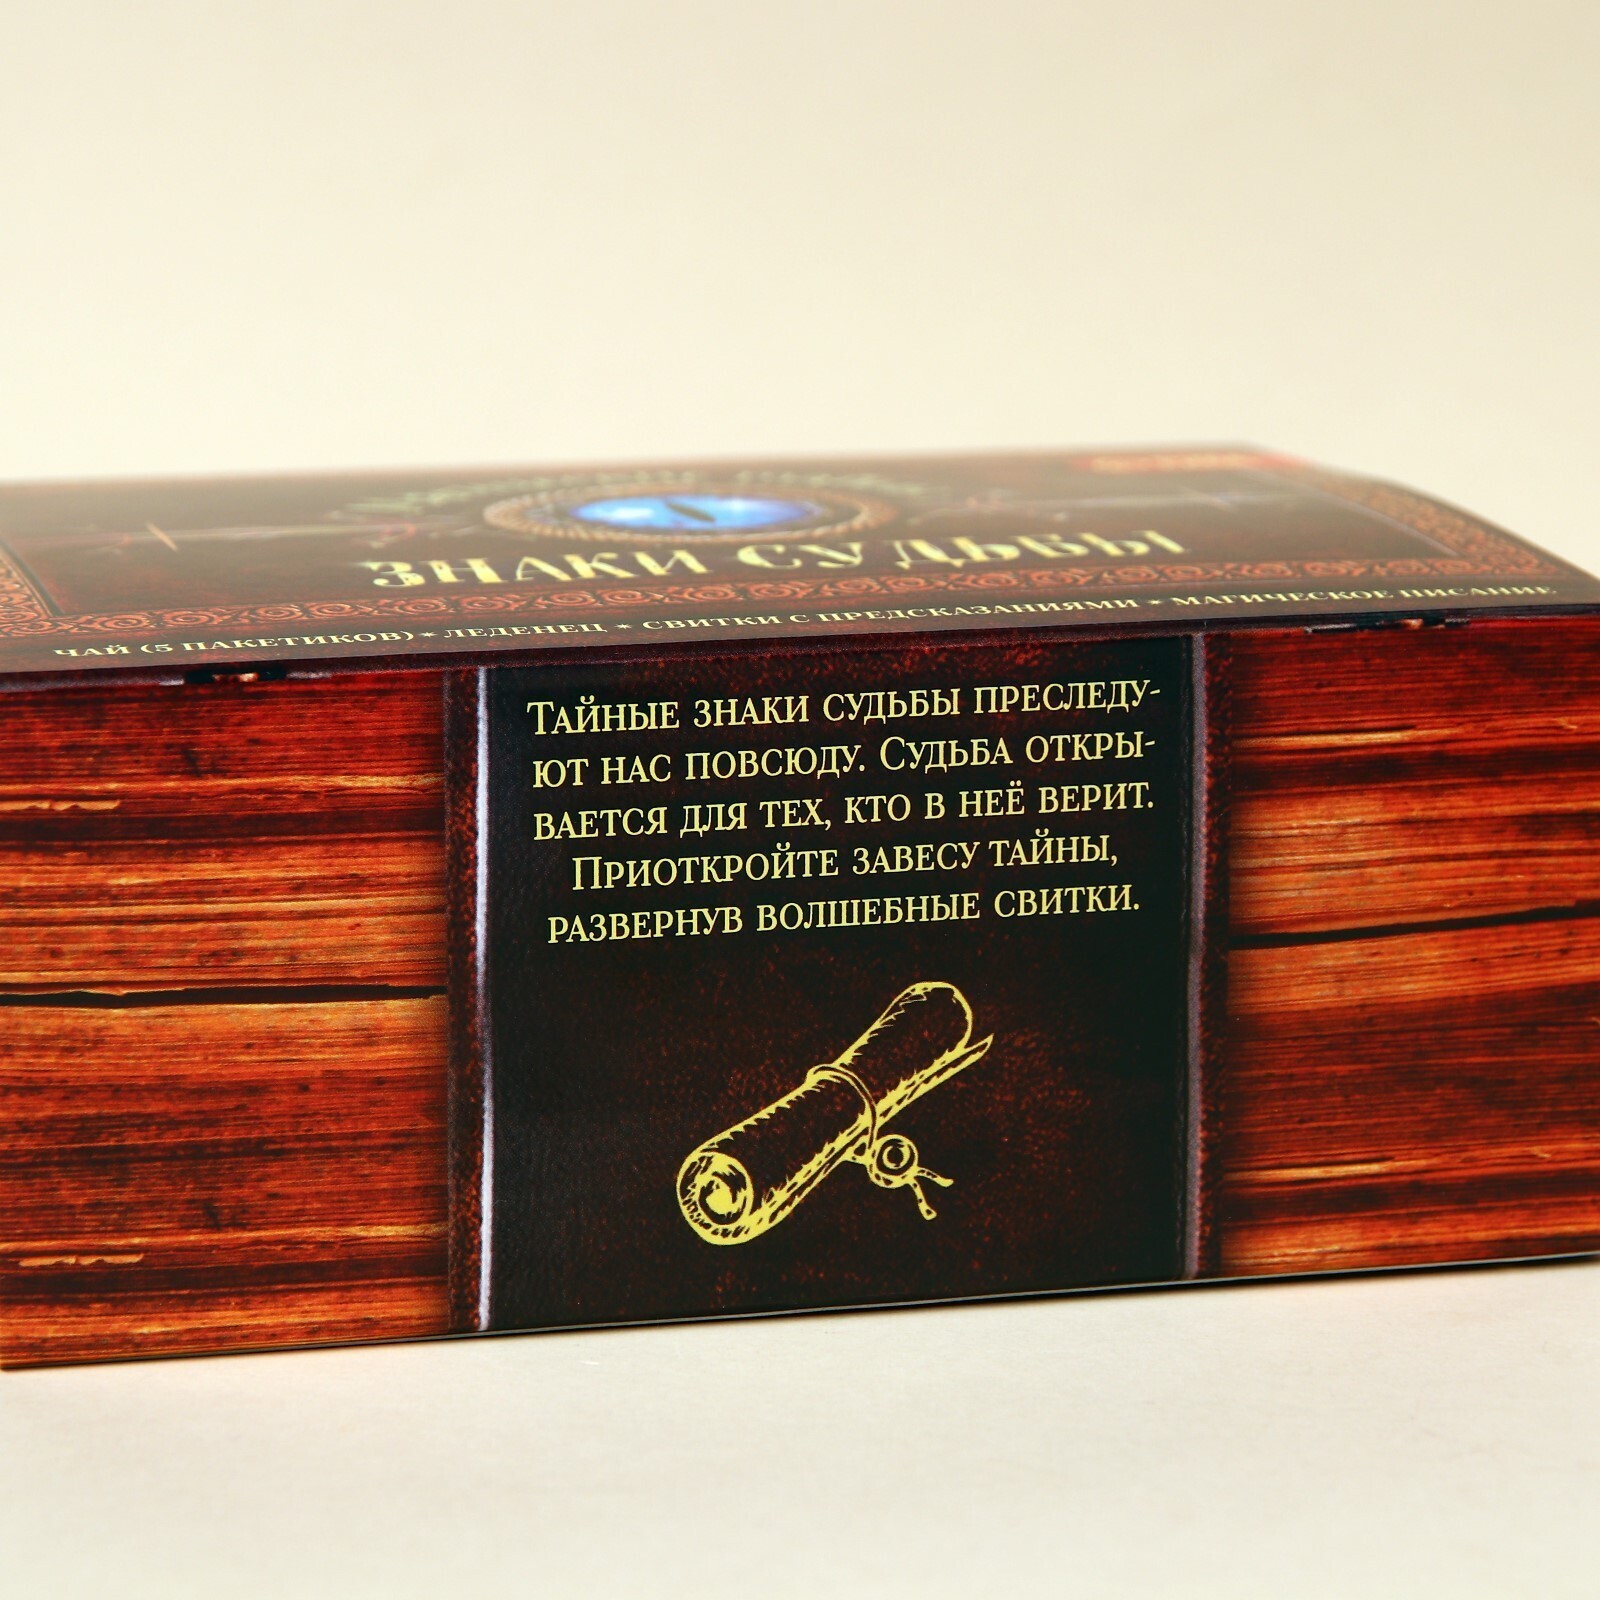 ЗНАКИ СУДЬБЫ
ЧАЙ (5 ПАКЕТИКОВ) * ЛЕДЕНЕЦ * СВИТКИ С ПРЕДСКАЗАНИЯМИ * МАГИЧЕСКОЕ ПИСАНИЕ
ТАЙНЫЕ ЗНАКИ СУДЬБЫ ПРЕСЛЕДУ-
ЮТ НАС ПОВСЮДУ. СУДЬБА ОТКРЫ-
ВАЕТСЯ ДЛЯ ТЕХ, КТО В НЕЁ ВЕРИТ.
ПРИОТКРОЙТЕ ЗАВЕСУ ТАЙНЫ,
РАЗВЕРНУВ ВОЛШЕБНЫЕ СВИТКИ.